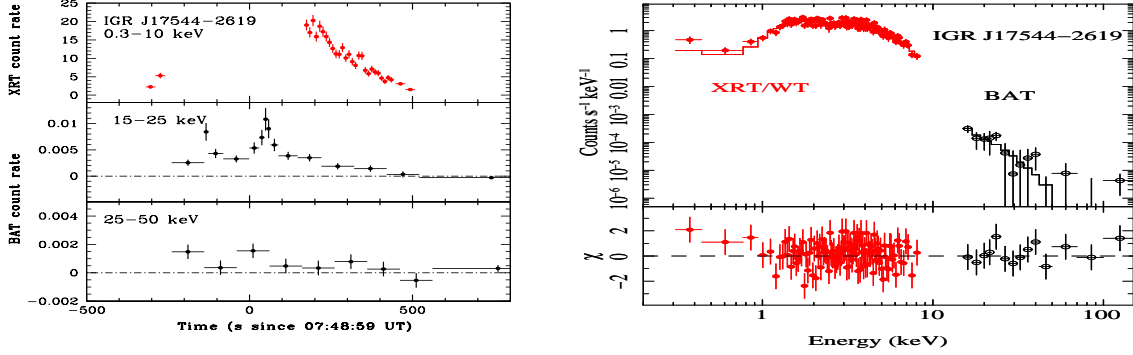 IGR J17544−2619
0.3−10 keV
XRT count rate
25
20
15
10
5
0
15−25 keV
0.01
0.005
0
BAT count rate
25−50 keV
0.004
0.002
0
−0.002
−500
0
500
Time (s since 07:48:59 UT)
IGR J17544−2619
XRT/WT
BAT
Counts s⁻¹ keV⁻¹
1
0.1
0.01
10⁻³
10⁻⁴
10⁻⁵
10⁻⁶
χ
2
0
−2
1
10
100
Energy (keV)